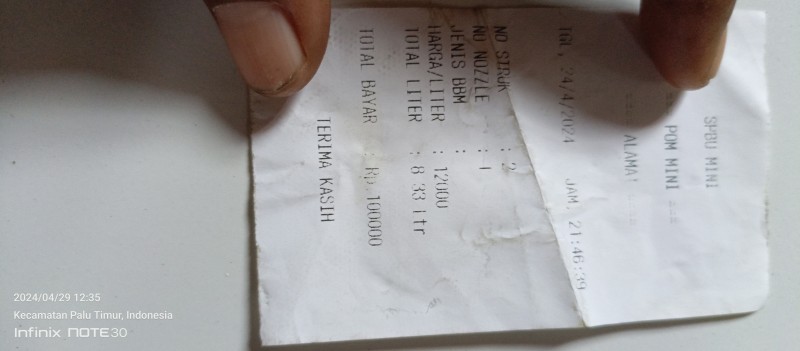 SPBU MINI
== POM MINI ==
... ALAMAT ...
TGL, 24/4/2024 JAM, 21:46:39
NO STRUK : 2
NO NOZZLE : 1
JENIS BBM :
HARGA/LITER : 12000
TOTAL LITER : 8.33 ltr
TOTAL BAYAR : Rp.100000
TERIMA KASIH
2024/04/29 12:35
Kecamatan Palu Timur, Indonesia
Infinix NOTE30